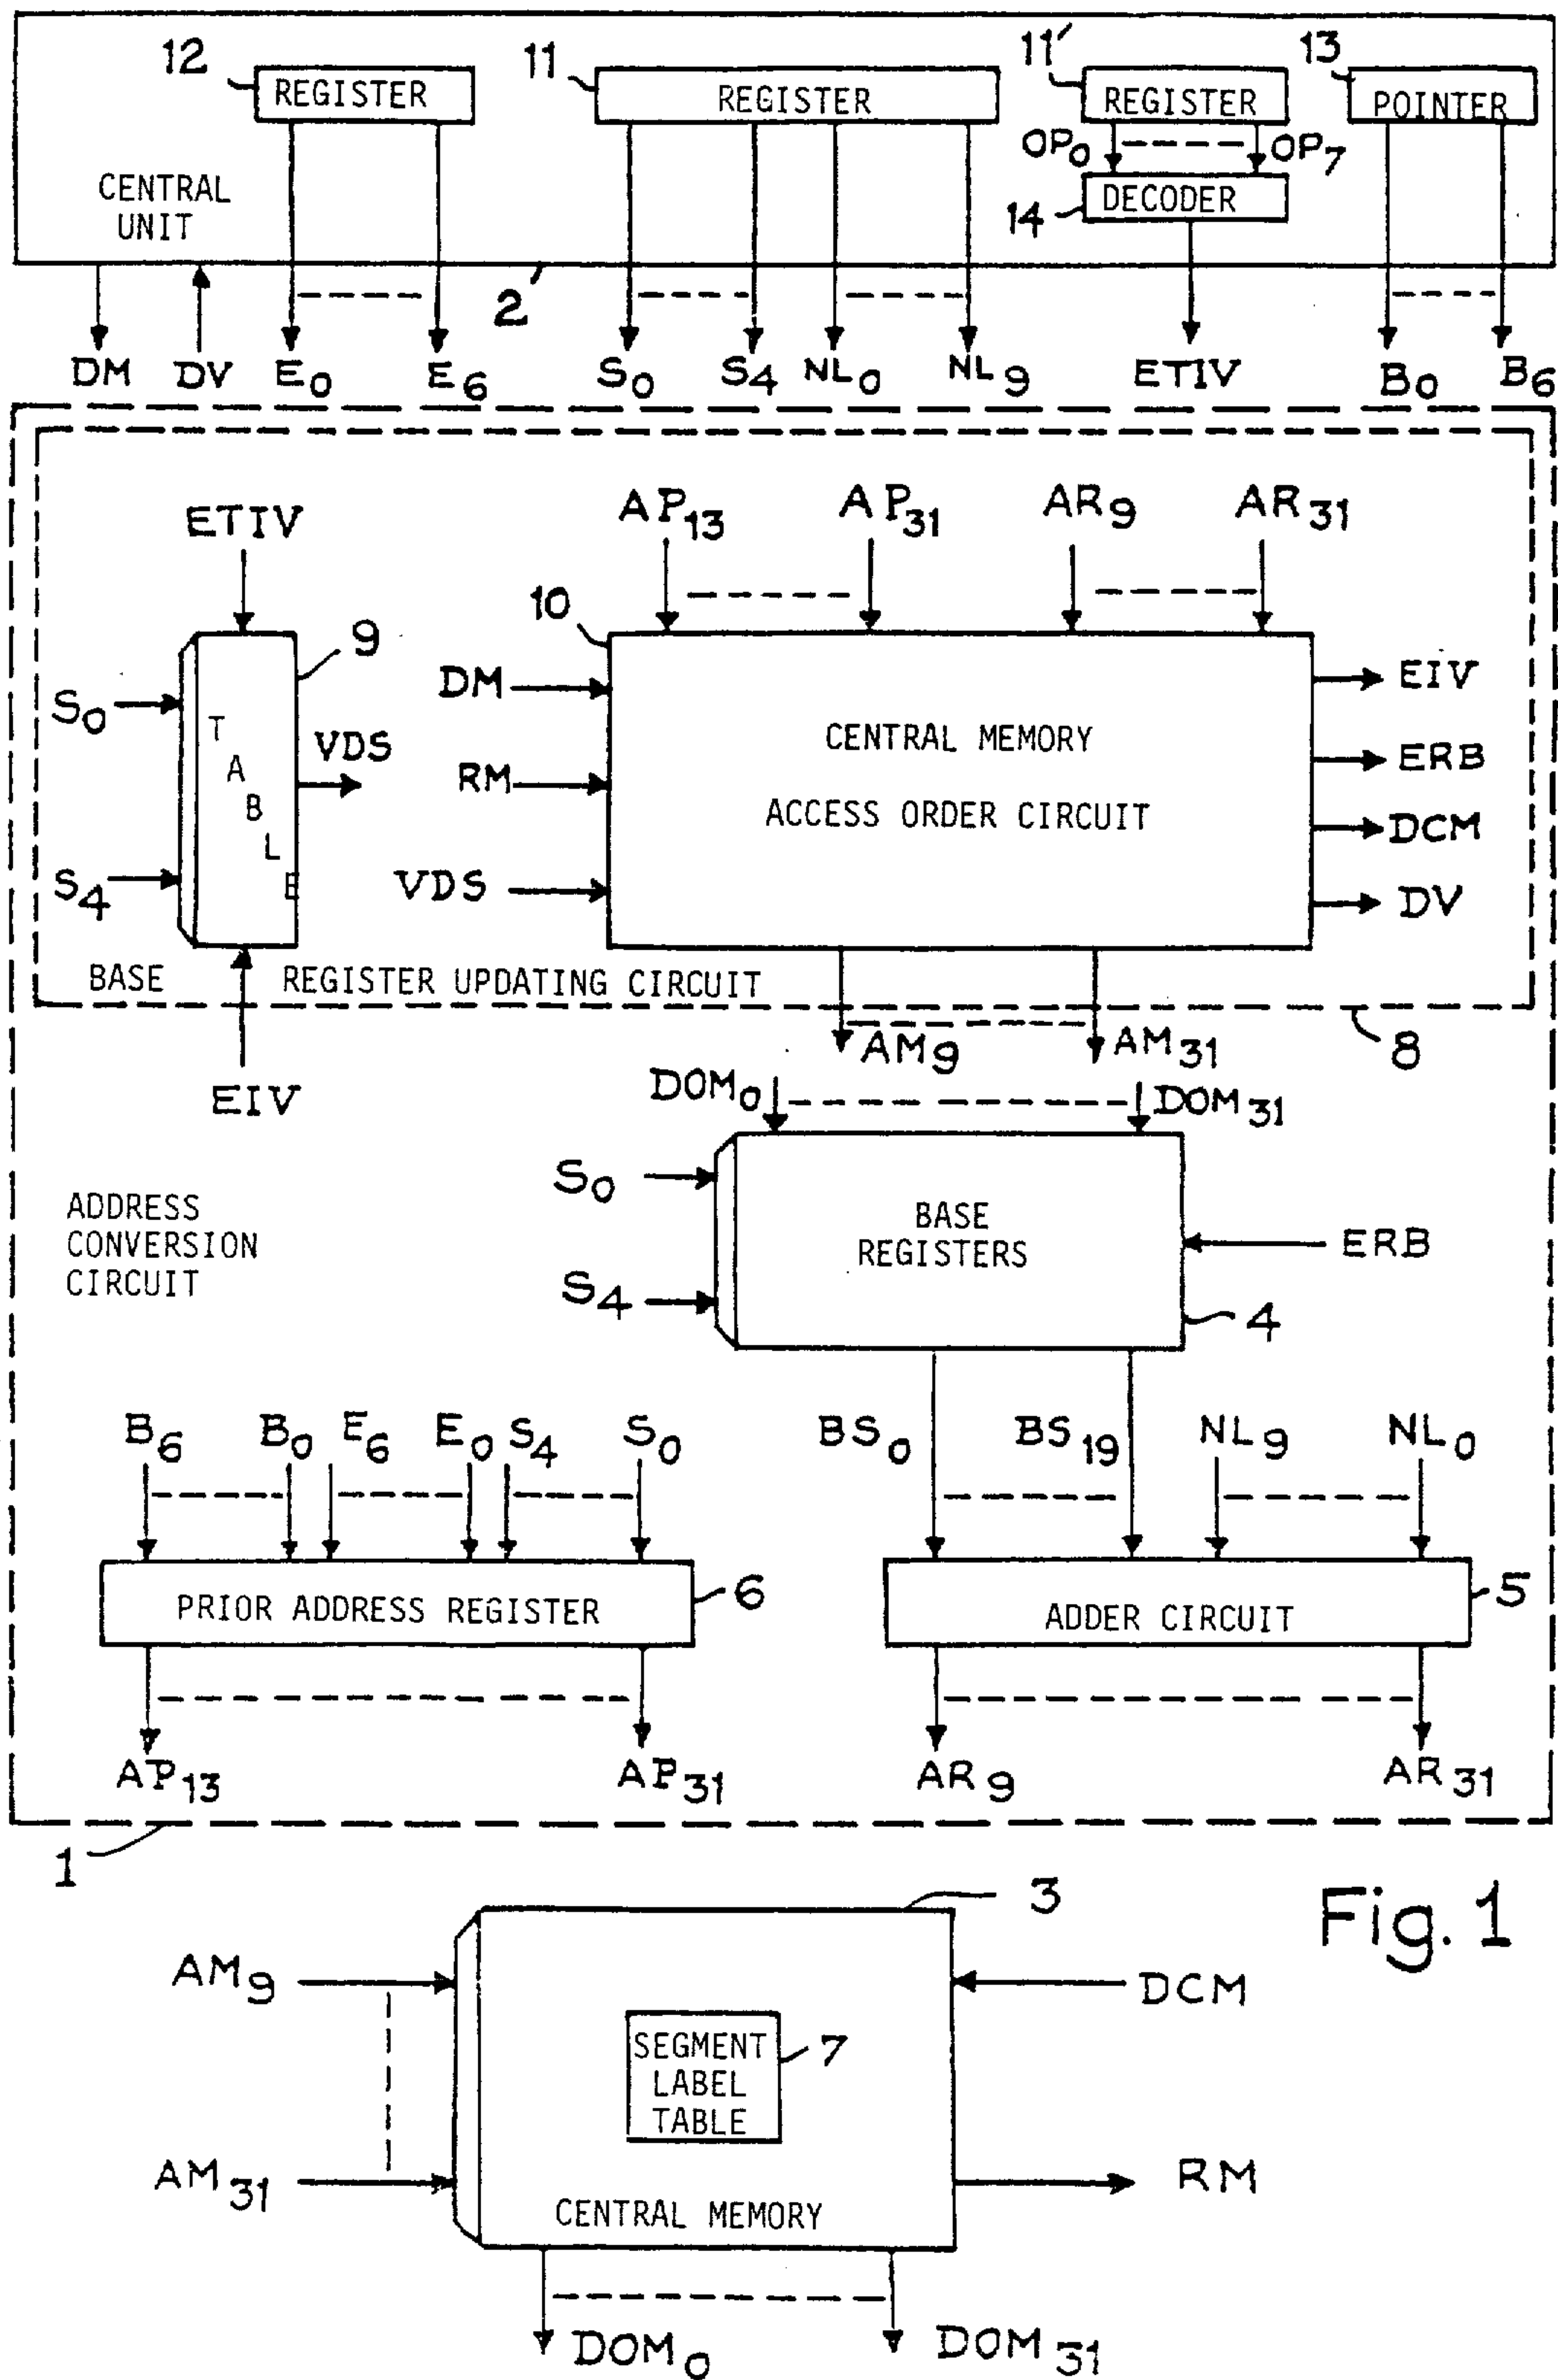 12 11 11′ 13
REGISTER REGISTER REGISTER POINTER
OP0 OP7
CENTRAL
UNIT
14 DECODER
2
DM DV E0 E6 S0 S4 NL0 NL9 ETIV B0 B6
ETIV AP13 AP31 AR9 AR31
10
9
S0 DM EIV
TABLE
VDS
CENTRAL MEMORY
ACCESS ORDER CIRCUIT
RM ERB
DCM
S4 VDS DV
BASE REGISTER UPDATING CIRCUIT
8
AM9 AM31
EIV
DOM0 DOM31
S0
BASE
REGISTERS
ERB
ADDRESS
CONVERSION
CIRCUIT
S4
4
B6 B0 E6 E0 S4 S0 BS0 BS19 NL9 NL0
PRIOR ADDRESS REGISTER 6
ADDER CIRCUIT 5
AP13 AP31 AR9 AR31
1
3
Fig. 1
AM9 DCM
SEGMENT
LABEL
TABLE
7
AM31 RM
CENTRAL MEMORY
DOM0 DOM31